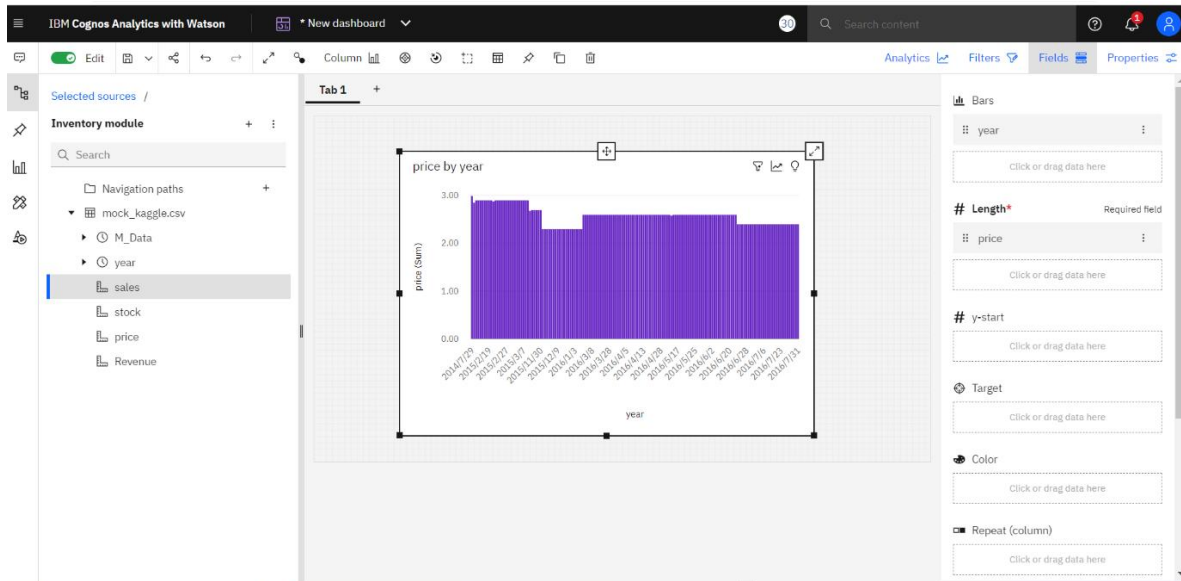 IBM Cognos Analytics with Watson
* New dashboard
30
Search content
1
Edit
Column
Analytics
Filters
Fields
Properties
Selected sources /
Inventory module
Search
Navigation paths
mock_kaggle.csv
M_Data
year
sales
stock
price
Revenue
Tab 1 +
price by year
3.00
2.00
1.00
0.00
price (Sum)
2014/7/29
2015/2/19
2015/2/27
2015/3/7
2015/11/30
2015/12/9
2016/1/3
2016/3/8
2016/3/28
2016/4/5
2016/4/13
2016/4/28
2016/5/17
2016/5/25
2016/6/2
2016/6/20
2016/6/28
2016/7/6
2016/7/23
2016/7/31
year
Bars
year
Click or drag data here
# Length* Required field
price
Click or drag data here
# y-start
Click or drag data here
Target
Click or drag data here
Color
Click or drag data here
Repeat (column)
Click or drag data here